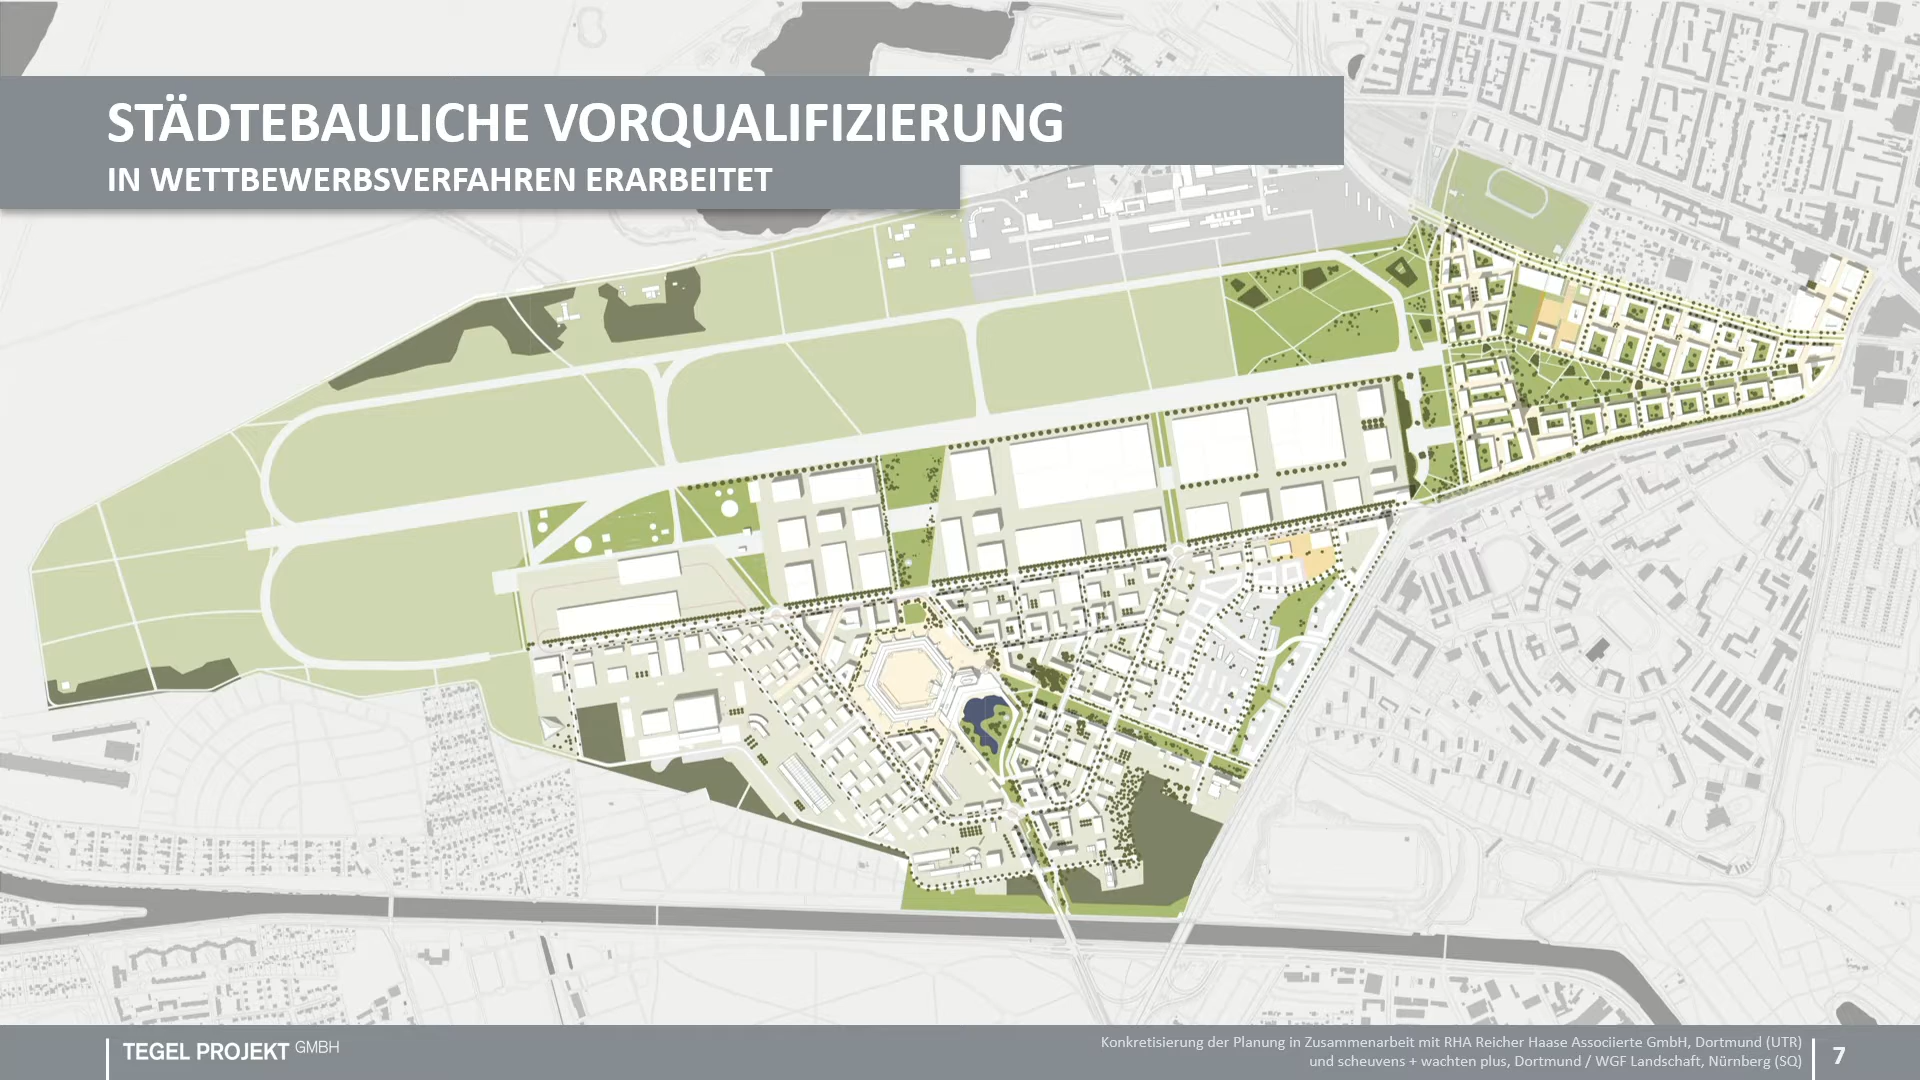 STÄDTEBAULICHE VORQUALIFIZIERUNG
IN WETTBEWERBSVERFAHREN ERARBEITET
TEGEL PROJEKT GMBH
Konkretisierung der Planung in Zusammenarbeit mit RHA Reicher Haase Associierte GmbH, Dortmund (UTR)
und scheuvens + wachten plus, Dortmund / WGF Landschaft, Nürnberg (SQ)
7